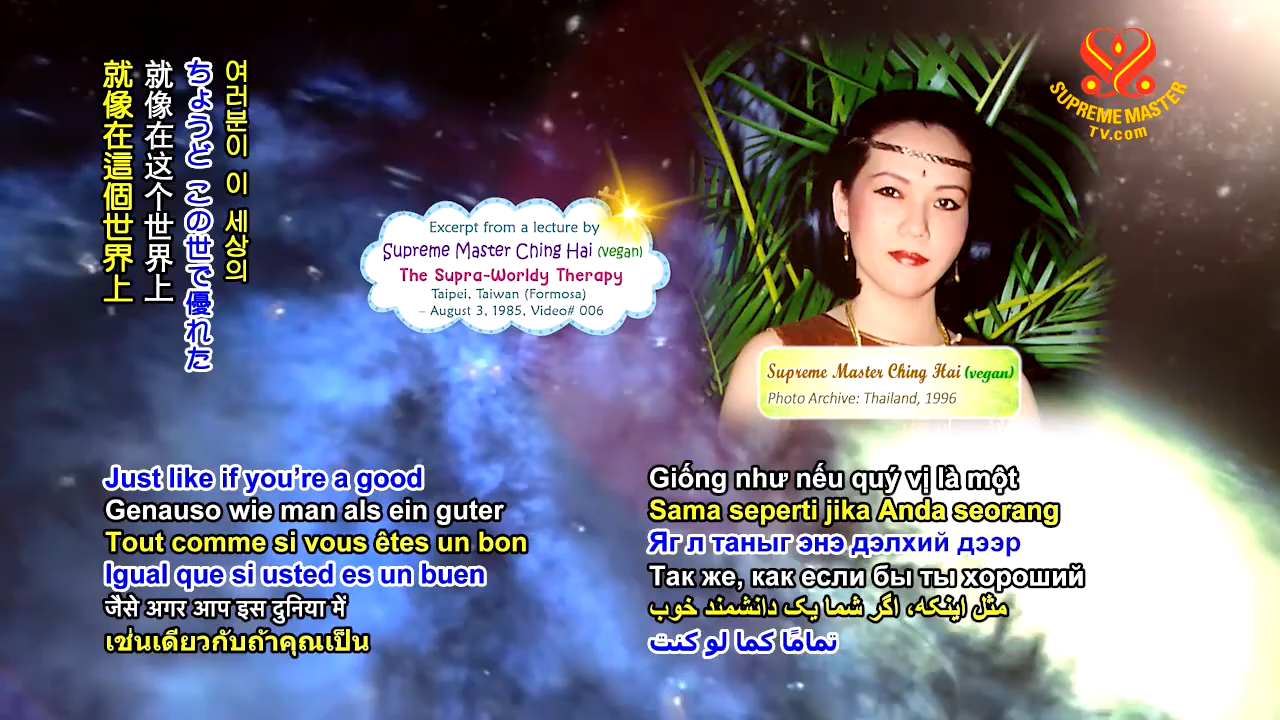 여러분이 이 세상의
ちょうど この世で優れた
就像在这个世界上
就像在這個世界上
Excerpt from a lecture by
Supreme Master Ching Hai (vegan)
The Supra-Worldy Therapy
Taipei, Taiwan (Formosa)
– August 3, 1985, Video# 006
SUPREME MASTER
TV.com
Supreme Master Ching Hai (vegan)
Photo Archive: Thailand, 1996
Just like if you’re a good
Genauso wie man als ein guter
Tout comme si vous êtes un bon
Igual que si usted es un buen
जैसे अगर आप इस दुनिया में
เช่นเดียวกับถ้าคุณเป็น
Giống như nếu quý vị là một
Sama seperti jika Anda seorang
Яг л таныг энэ дэлхий дээр
Так же, как если бы ты хороший
مثل اینکه، اگر شما یک دانشمند خوب
تمامًا كما لو كنت